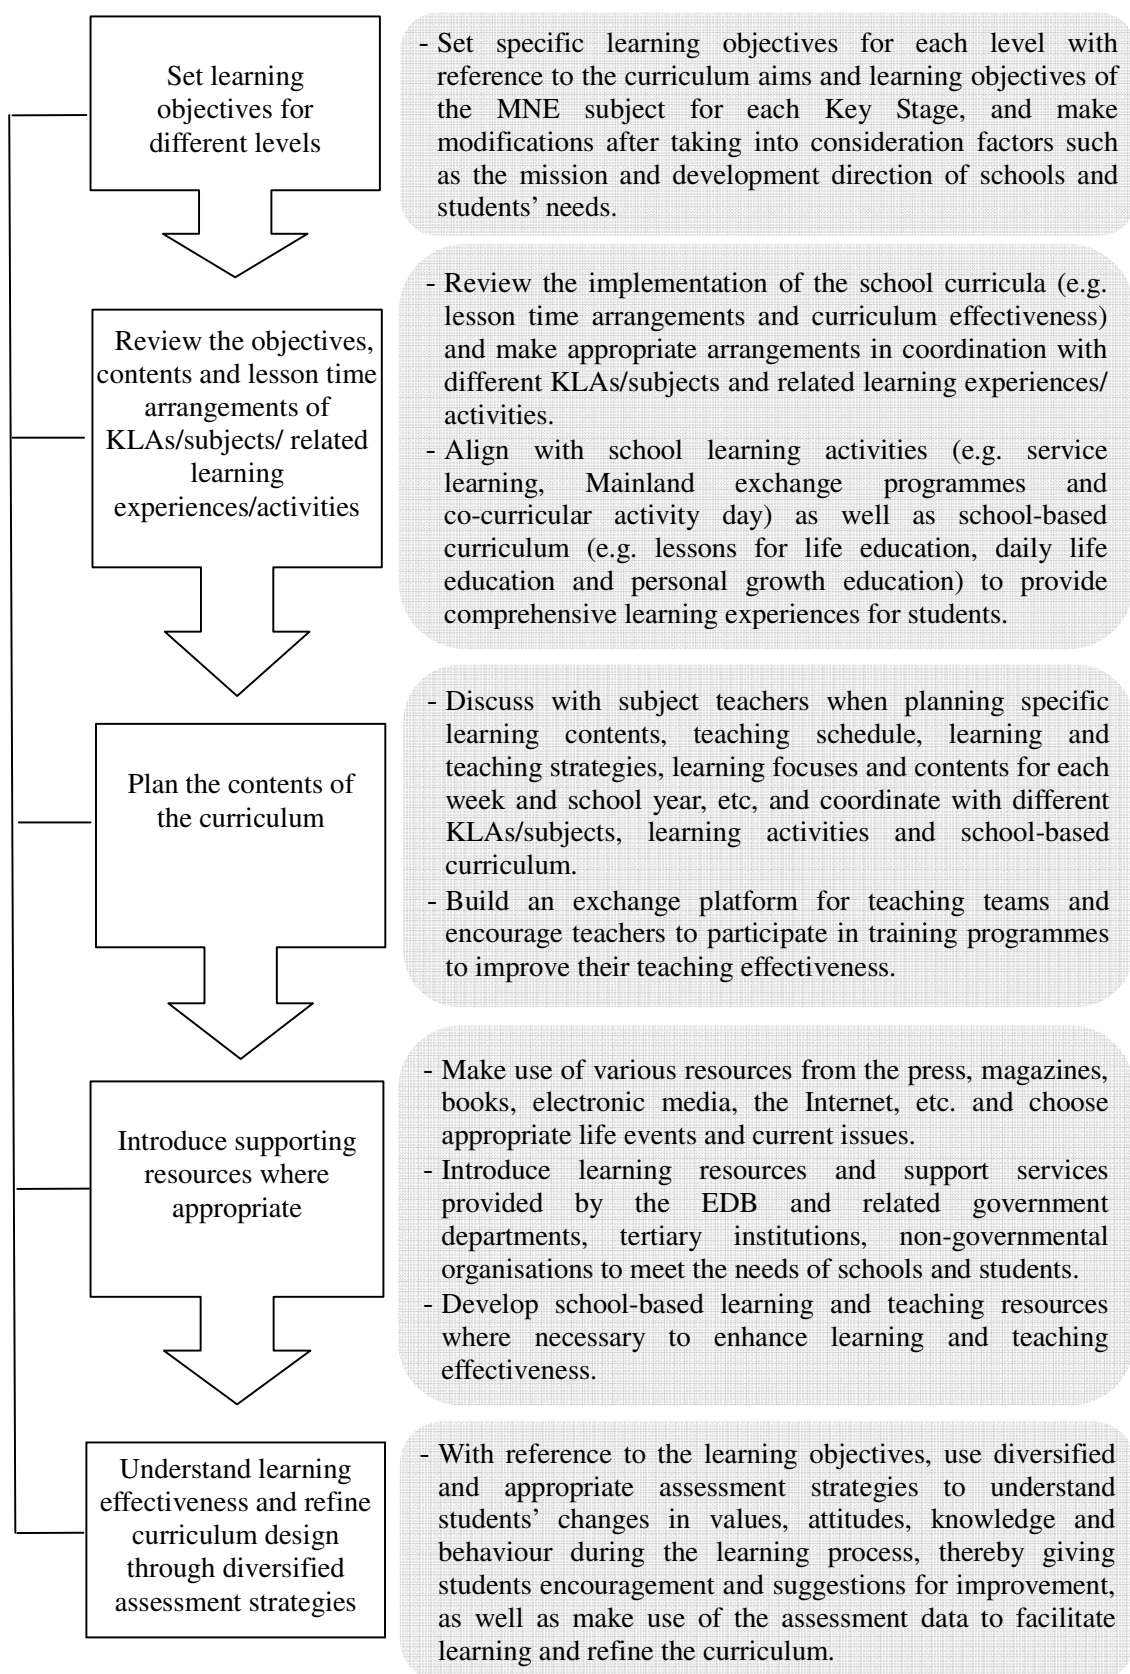 Set learning
objectives for
different levels
- Set specific learning objectives for each level with
reference to the curriculum aims and learning objectives of
the MNE subject for each Key Stage, and make
modifications after taking into consideration factors such
as the mission and development direction of schools and
students’ needs.
Review the objectives,
contents and lesson time
arrangements of
KLAs/subjects/ related
learning
experiences/activities
- Review the implementation of the school curricula (e.g.
lesson time arrangements and curriculum effectiveness)
and make appropriate arrangements in coordination with
different KLAs/subjects and related learning experiences/
activities.
- Align with school learning activities (e.g. service
learning, Mainland exchange programmes and
co-curricular activity day) as well as school-based
curriculum (e.g. lessons for life education, daily life
education and personal growth education) to provide
comprehensive learning experiences for students.
Plan the contents of
the curriculum
- Discuss with subject teachers when planning specific
learning contents, teaching schedule, learning and
teaching strategies, learning focuses and contents for each
week and school year, etc, and coordinate with different
KLAs/subjects, learning activities and school-based
curriculum.
- Build an exchange platform for teaching teams and
encourage teachers to participate in training programmes
to improve their teaching effectiveness.
Introduce supporting
resources where
appropriate
- Make use of various resources from the press, magazines,
books, electronic media, the Internet, etc. and choose
appropriate life events and current issues.
- Introduce learning resources and support services
provided by the EDB and related government
departments, tertiary institutions, non-governmental
organisations to meet the needs of schools and students.
- Develop school-based learning and teaching resources
where necessary to enhance learning and teaching
effectiveness.
Understand learning
effectiveness and refine
curriculum design
through diversified
assessment strategies
- With reference to the learning objectives, use diversified
and appropriate assessment strategies to understand
students’ changes in values, attitudes, knowledge and
behaviour during the learning process, thereby giving
students encouragement and suggestions for improvement,
as well as make use of the assessment data to facilitate
learning and refine the curriculum.